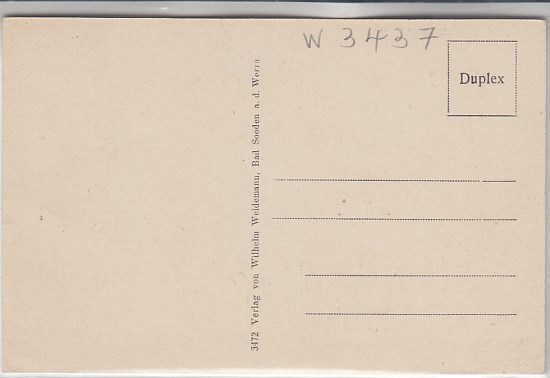 W 3437
Duplex
3472 Verlag von Wilhelm Weidemann, Bad Sooden a. d. Werra